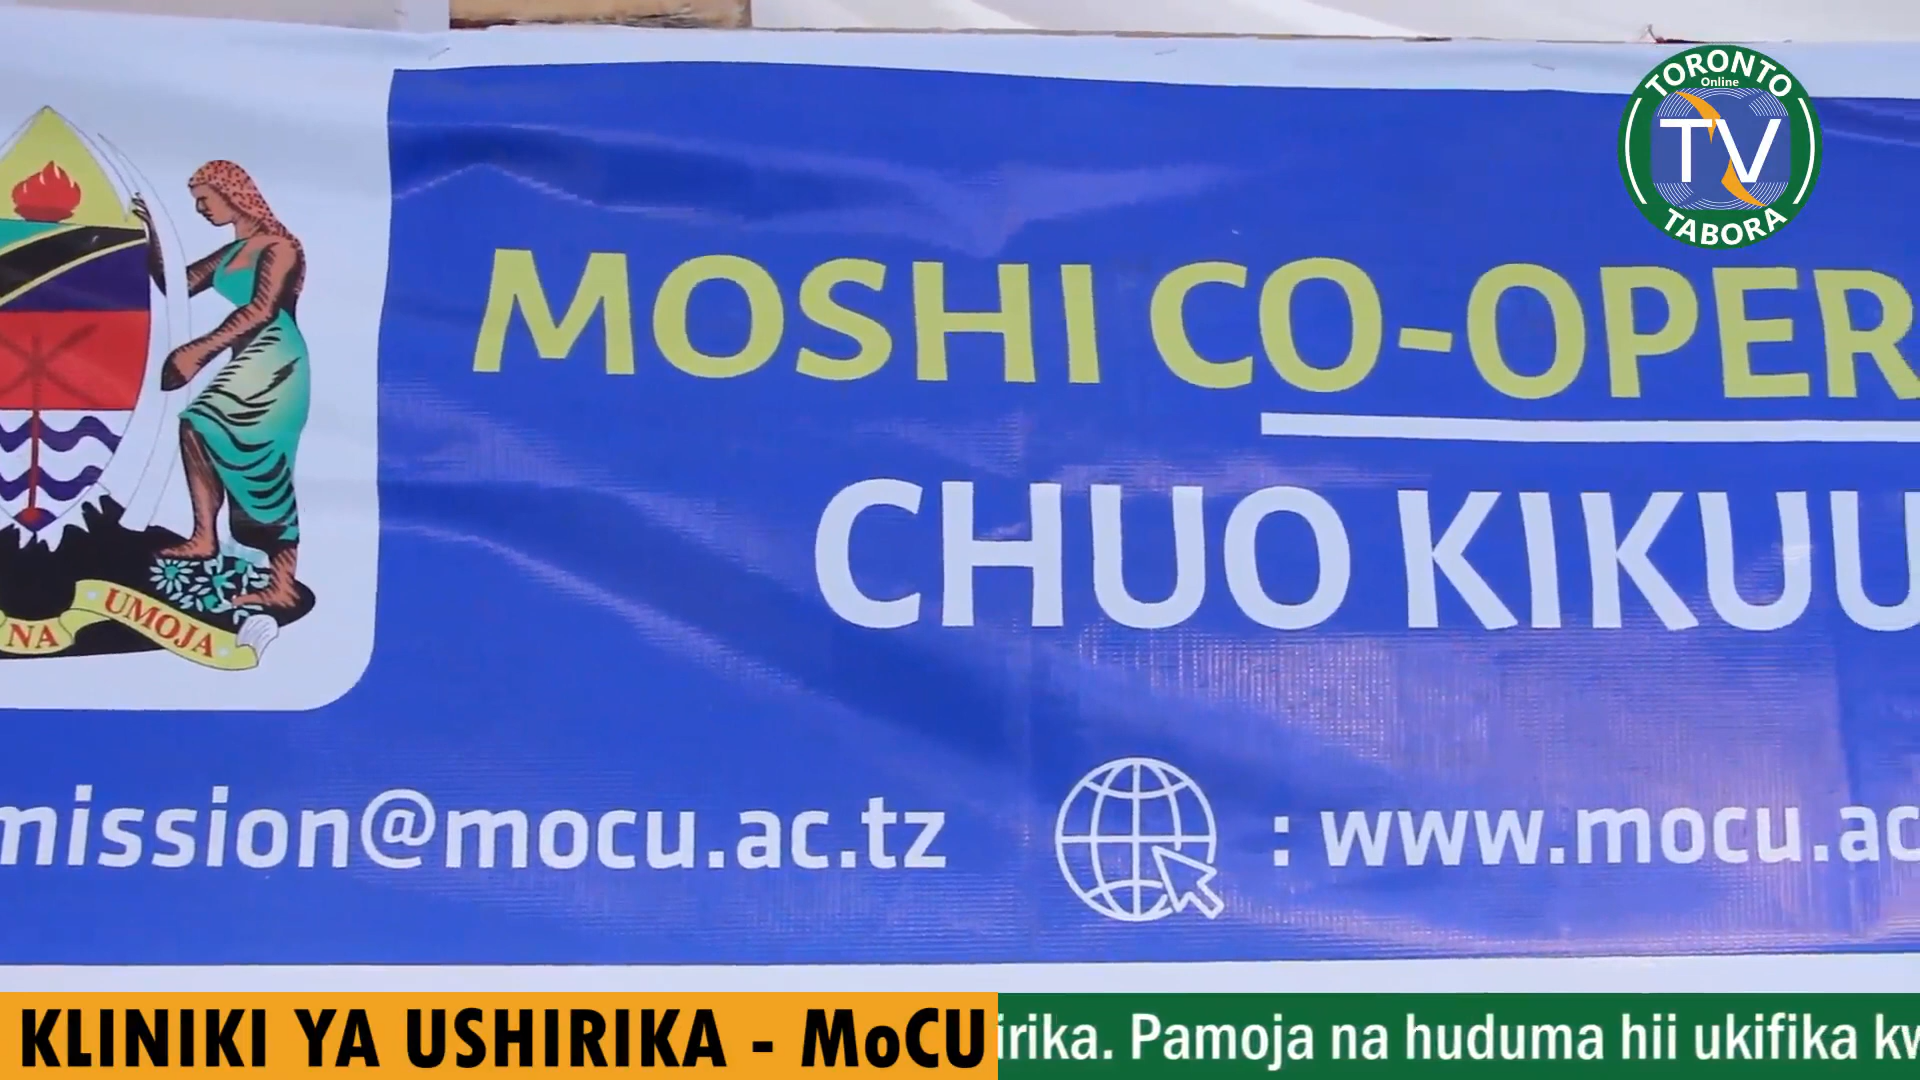 TORONTO
Online
TV
TABORA
MOSHI CO-OPER
CHUO KIKUU
NA UMOJA
mission@mocu.ac.tz
: www.mocu.ac
KLINIKI YA USHIRIKA - MoCU
irika. Pamoja na huduma hii ukifika kw